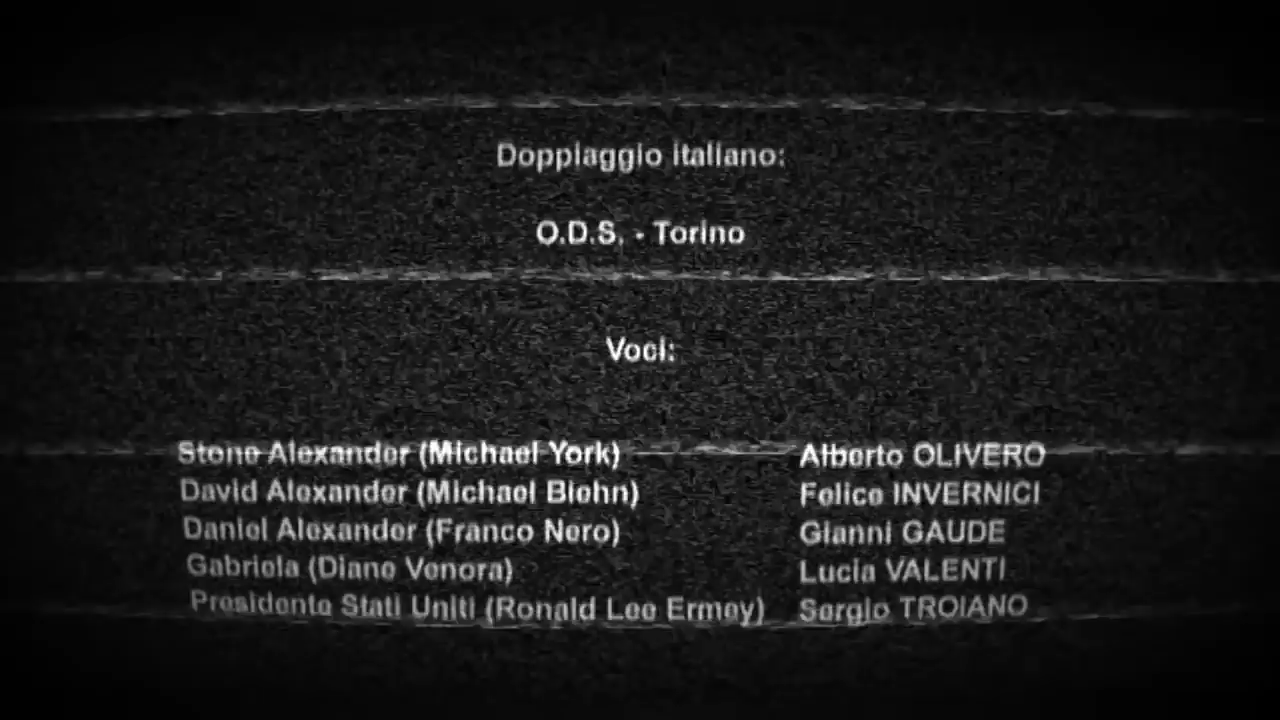 Doppiaggio italiano:
O.D.S. - Torino
Voci:
Stone Alexander (Michael York) Alberto OLIVERO
David Alexander (Michael Biehn) Felice INVERNICI
Daniel Alexander (Franco Nero) Gianni GAUDE
Gabriela (Diane Venora) Lucia VALENTI
Presidente Stati Uniti (Ronald Lee Ermey) Sergio TROIANO